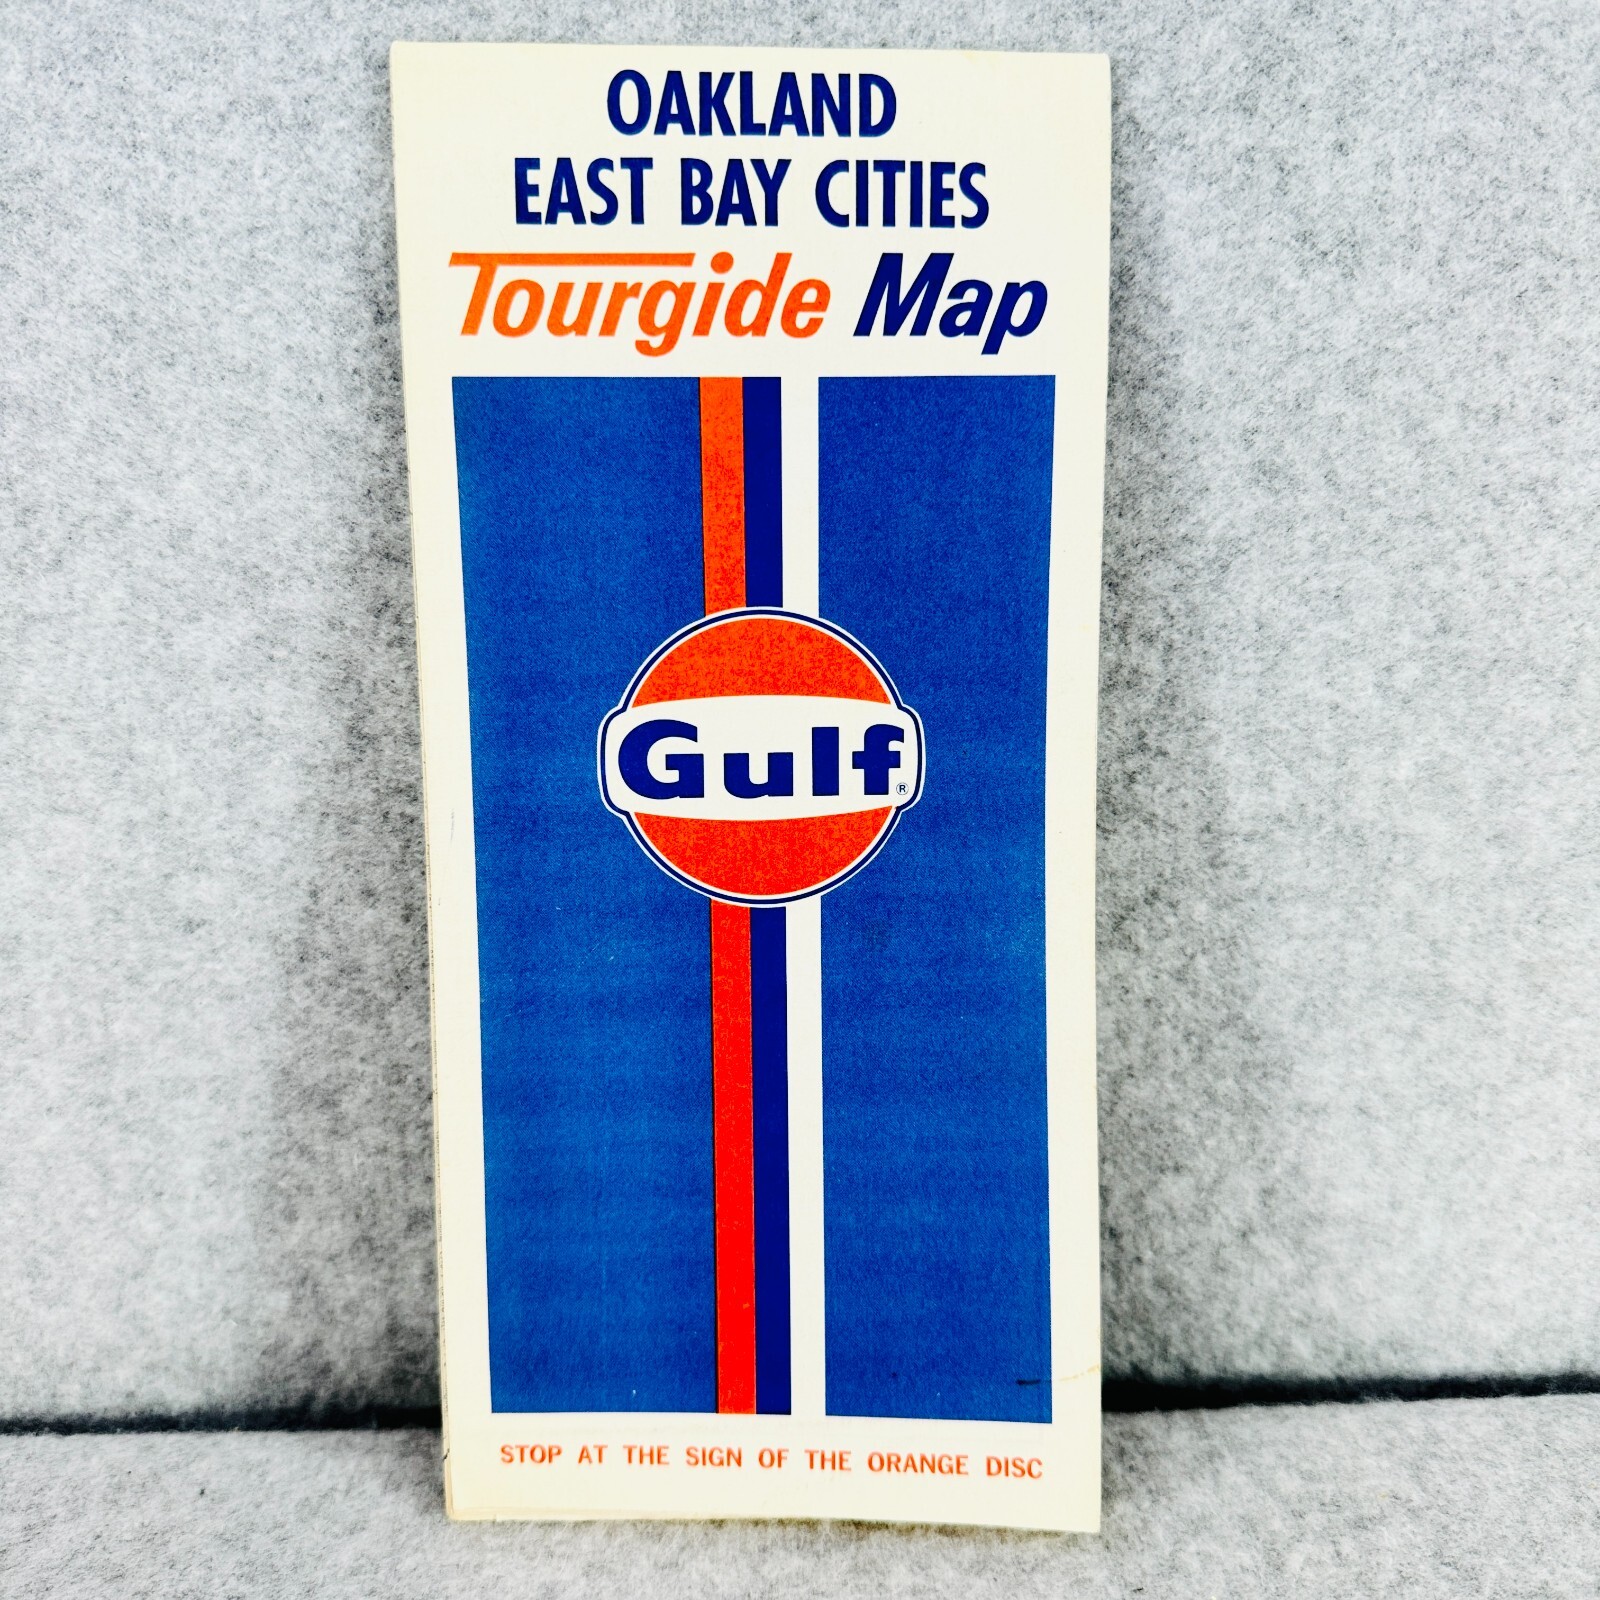 OAKLAND
EAST BAY CITIES
Tourgide Map
Gulf®
STOP AT THE SIGN OF THE ORANGE DISC